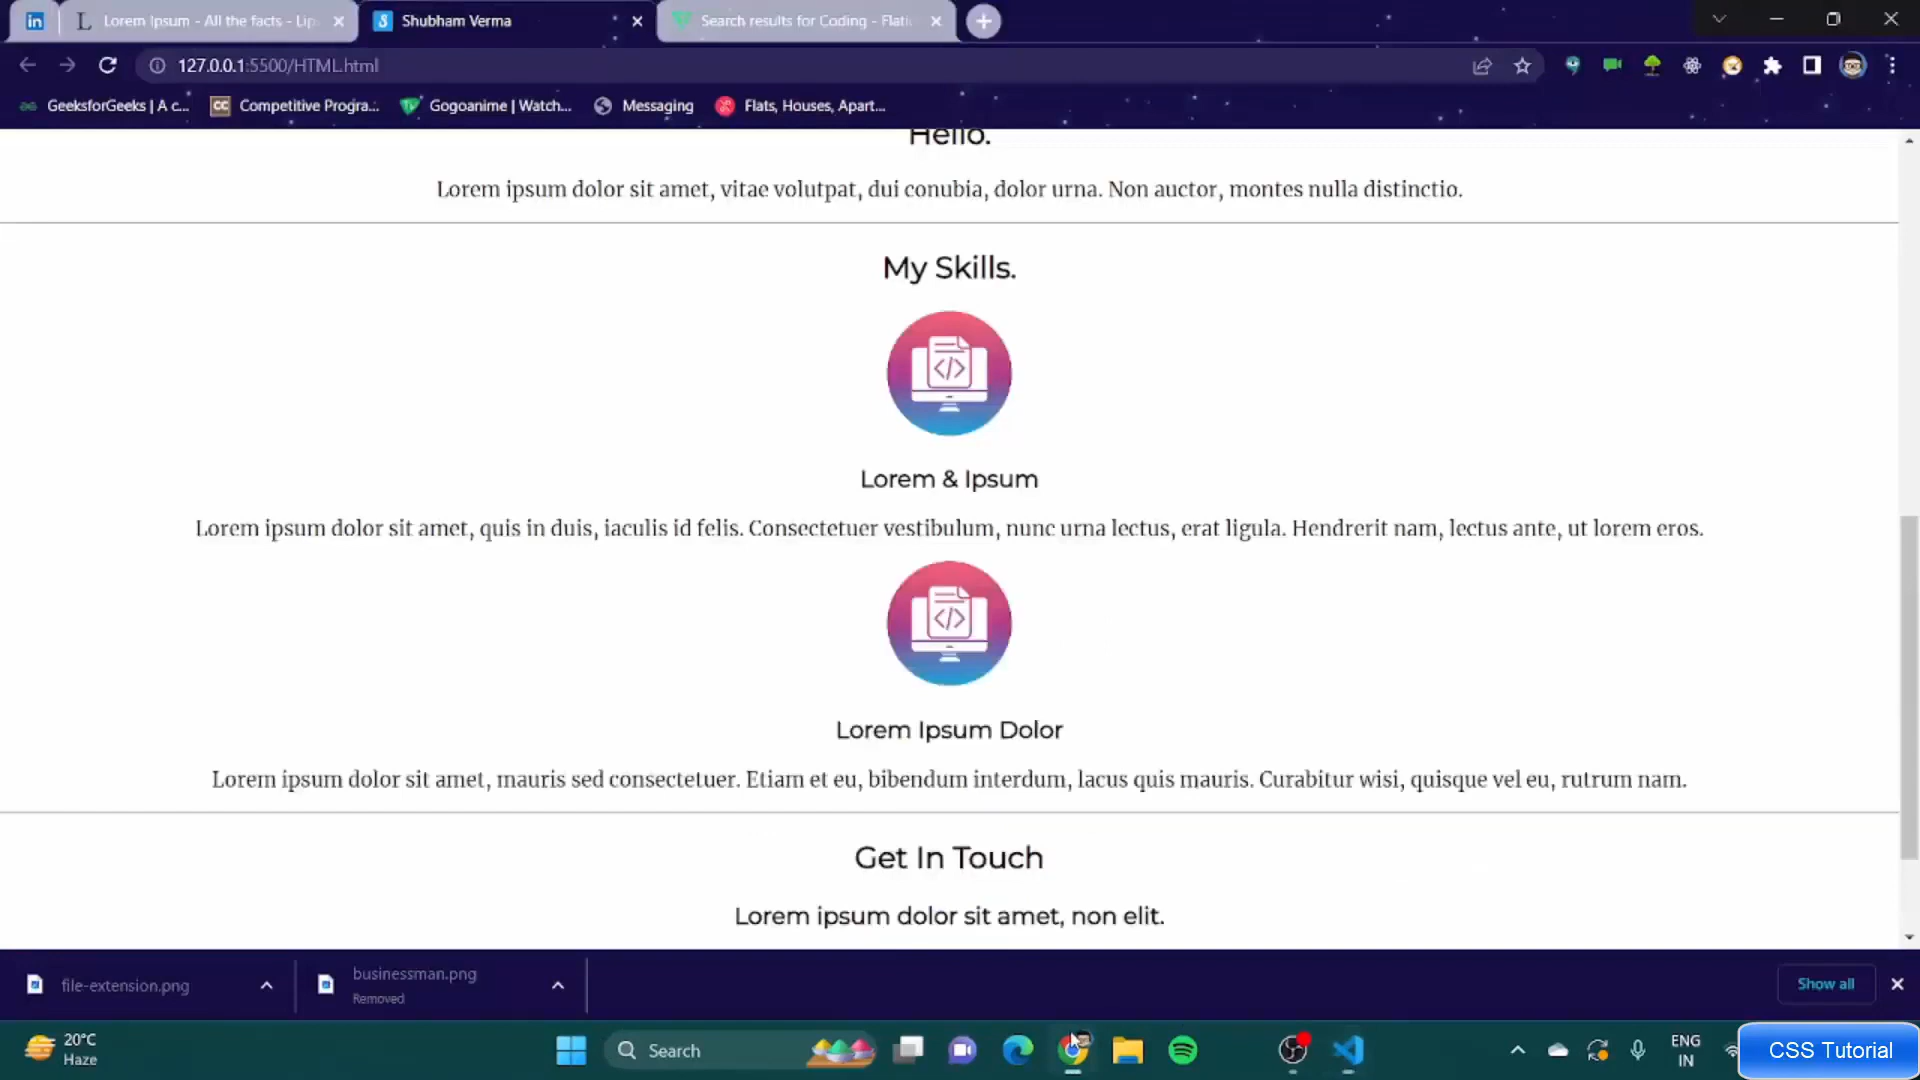 Lorem Ipsum - All the facts - Lip
Shubham Verma
Search results for Coding - Flati
127.0.0.1:5500/HTML.html
GeeksforGeeks | A c...
CC Competitive Progra...
Gogoanime | Watch...
Messaging
Flats, Houses, Apart...
Hello.
Lorem ipsum dolor sit amet, vitae volutpat, dui conubia, dolor urna. Non auctor, montes nulla distinctio.
My Skills.
Lorem & Ipsum
Lorem ipsum dolor sit amet, quis in duis, iaculis id felis. Consectetuer vestibulum, nunc urna lectus, erat ligula. Hendrerit nam, lectus ante, ut lorem eros.
Lorem Ipsum Dolor
Lorem ipsum dolor sit amet, mauris sed consectetuer. Etiam et eu, bibendum interdum, lacus quis mauris. Curabitur wisi, quisque vel eu, rutrum nam.
Get In Touch
Lorem ipsum dolor sit amet, non elit.
file-extension.png
businessman.png
Removed
Show all
20°C
Haze
Search
ENG
IN
CSS Tutorial